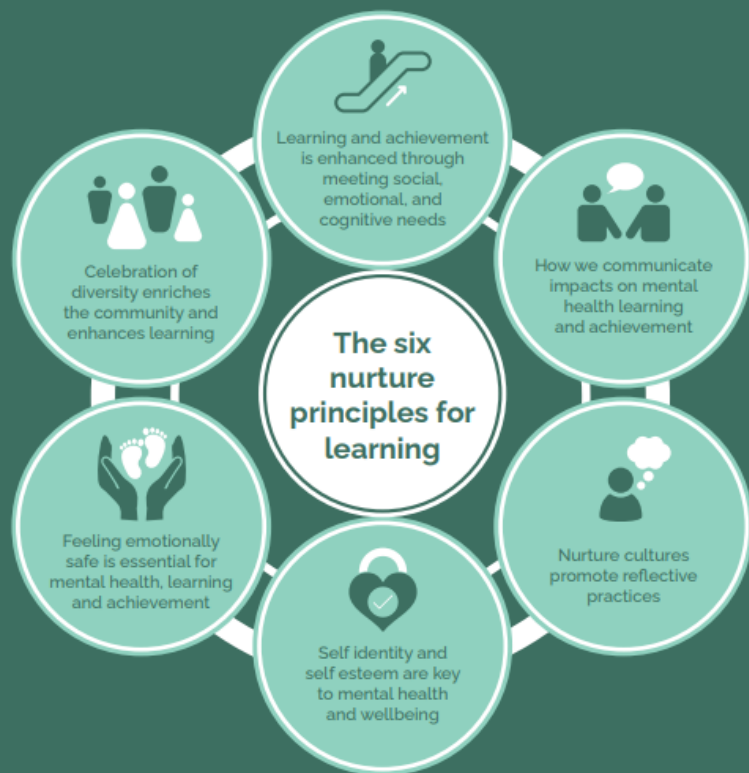 The six
nurture
principles for
learning
Learning and achievement
is enhanced through
meeting social,
emotional, and
cognitive needs
How we communicate
impacts on mental
health learning
and achievement
Nurture cultures
promote reflective
practices
Self identity and
self esteem are key
to mental health
and wellbeing
Feeling emotionally
safe is essential for
mental health, learning
and achievement
Celebration of
diversity enriches
the community and
enhances learning